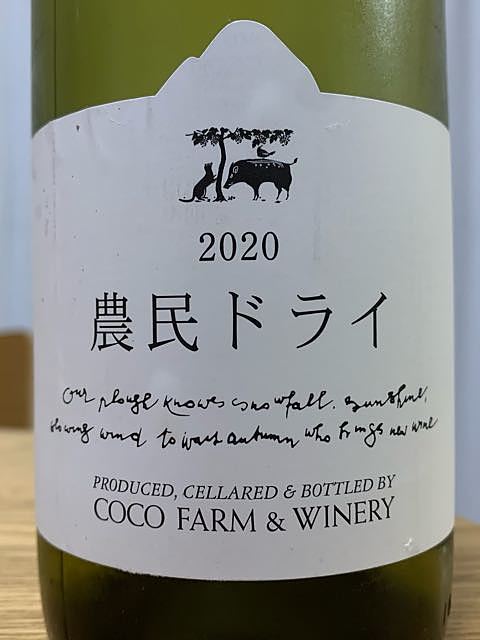 2020
農民ドライ
Our plough knows snowfall. sunshine,
blowing wind to wait autumn who brings new wine
PRODUCED, CELLARED & BOTTLED BY
COCO FARM & WINERY